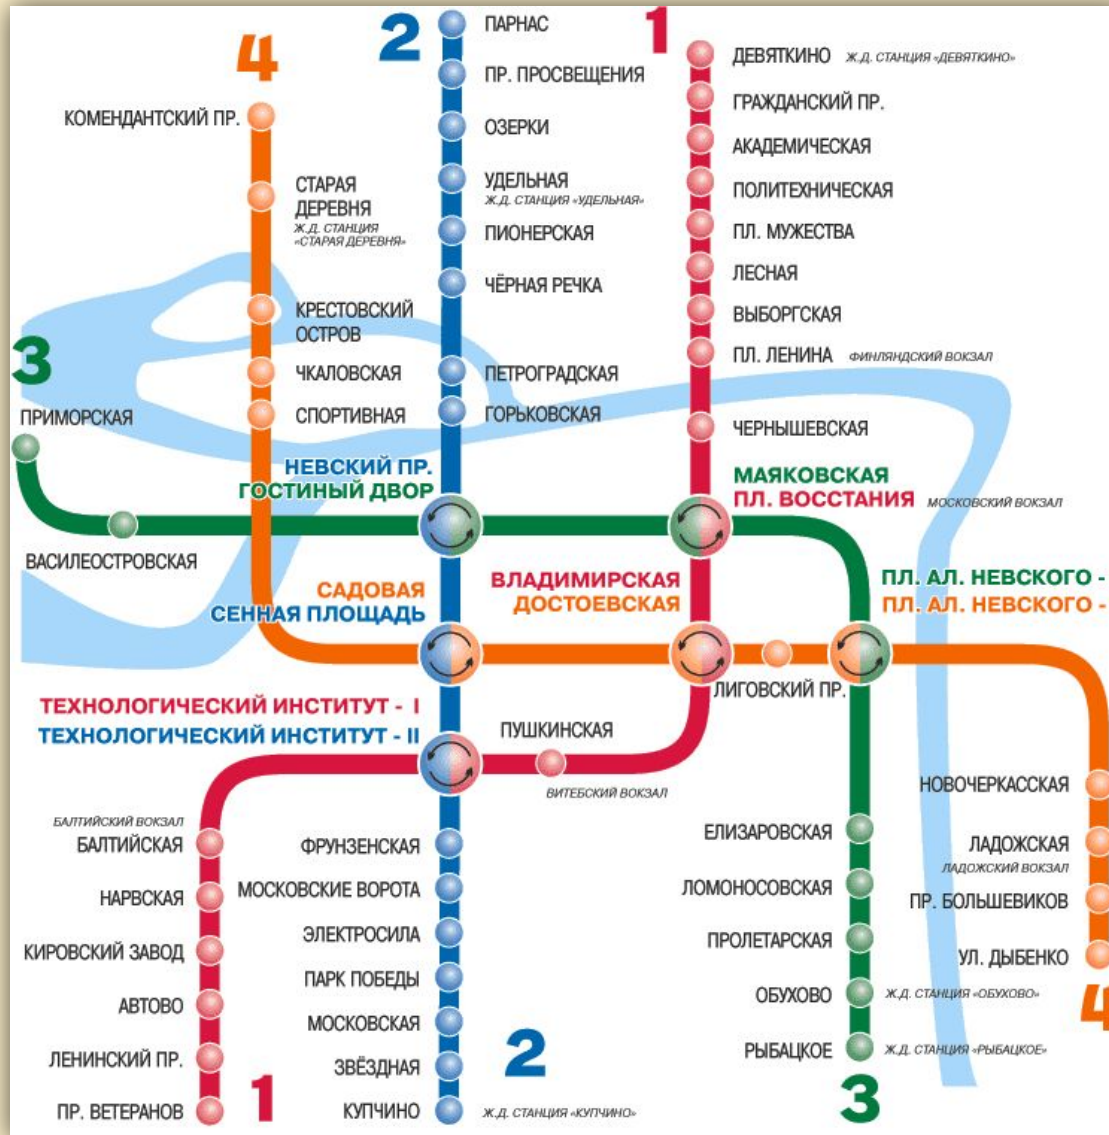 2
ПАРНАС
ПР. ПРОСВЕЩЕНИЯ
ОЗЕРКИ
УДЕЛЬНАЯ
Ж.Д. СТАНЦИЯ «УДЕЛЬНАЯ»
ПИОНЕРСКАЯ
ЧЁРНАЯ РЕЧКА
ПЕТРОГРАДСКАЯ
ГОРЬКОВСКАЯ
1
ДЕВЯТКИНО Ж.Д. СТАНЦИЯ «ДЕВЯТКИНО»
ГРАЖДАНСКИЙ ПР.
АКАДЕМИЧЕСКАЯ
ПОЛИТЕХНИЧЕСКАЯ
ПЛ. МУЖЕСТВА
ЛЕСНАЯ
ВЫБОРГСКАЯ
ПЛ. ЛЕНИНА ФИНЛЯНДСКИЙ ВОКЗАЛ
ЧЕРНЫШЕВСКАЯ
4
КОМЕНДАНТСКИЙ ПР.
СТАРАЯ
ДЕРЕВНЯ
Ж.Д. СТАНЦИЯ
«СТАРАЯ ДЕРЕВНЯ»
КРЕСТОВСКИЙ
ОСТРОВ
ЧКАЛОВСКАЯ
СПОРТИВНАЯ
3
ПРИМОРСКАЯ
ВАСИЛЕОСТРОВСКАЯ
НЕВСКИЙ ПР.
ГОСТИНЫЙ ДВОР
МАЯКОВСКАЯ
ПЛ. ВОССТАНИЯ МОСКОВСКИЙ ВОКЗАЛ
САДОВАЯ
СЕННАЯ ПЛОЩАДЬ
ВЛАДИМИРСКАЯ
ДОСТОЕВСКАЯ
ПЛ. АЛ. НЕВСКОГО -
ПЛ. АЛ. НЕВСКОГО -
ЛИГОВСКИЙ ПР.
ТЕХНОЛОГИЧЕСКИЙ ИНСТИТУТ - I
ТЕХНОЛОГИЧЕСКИЙ ИНСТИТУТ - II
ПУШКИНСКАЯ
ВИТЕБСКИЙ ВОКЗАЛ
БАЛТИЙСКИЙ ВОКЗАЛ
БАЛТИЙСКАЯ
НАРВСКАЯ
КИРОВСКИЙ ЗАВОД
АВТОВО
ЛЕНИНСКИЙ ПР.
ПР. ВЕТЕРАНОВ
1
ФРУНЗЕНСКАЯ
МОСКОВСКИЕ ВОРОТА
ЭЛЕКТРОСИЛА
ПАРК ПОБЕДЫ
МОСКОВСКАЯ
ЗВЁЗДНАЯ
КУПЧИНО Ж.Д. СТАНЦИЯ «КУПЧИНО»
2
ЕЛИЗАРОВСКАЯ
ЛОМОНОСОВСКАЯ
ПРОЛЕТАРСКАЯ
ОБУХОВО Ж.Д. СТАНЦИЯ «ОБУХОВО»
РЫБАЦКОЕ Ж.Д. СТАНЦИЯ «РЫБАЦКОЕ»
3
НОВОЧЕРКАССКАЯ
ЛАДОЖСКАЯ
ЛАДОЖСКИЙ ВОКЗАЛ
ПР. БОЛЬШЕВИКОВ
УЛ. ДЫБЕНКО
4